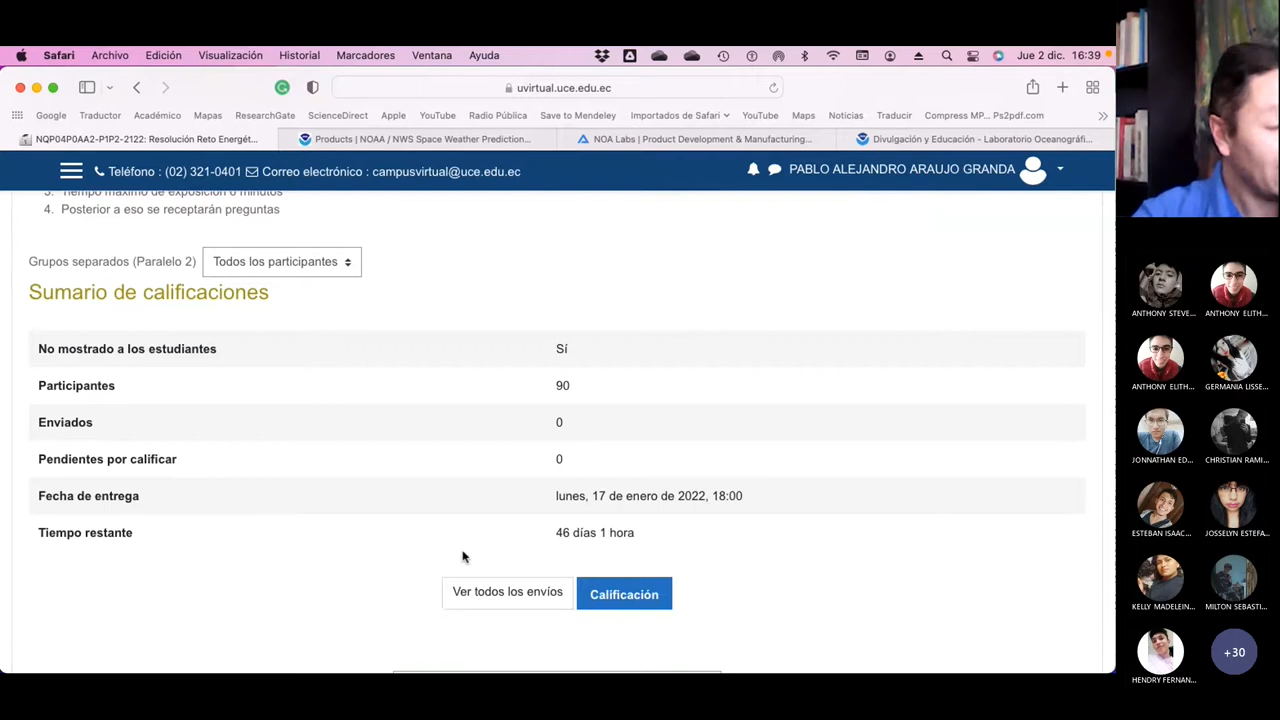 Safari Archivo Edición Visualización Historial Marcadores Ventana Ayuda Jue 2 dic. 16:39
uvirtual.uce.edu.ec
Google Traductor Académico Mapas ResearchGate ScienceDirect Apple YouTube Radio Pública Save to Mendeley Importados de Safari YouTube Maps Noticias Traducir Compress MP... Ps2pdf.com
NQP04P0AA2-P1P2-2122: Resolución Reto Energét... Products | NOAA / NWS Space Weather Prediction... NOA Labs | Product Development & Manufacturing... Divulgación y Educación - Laboratorio Oceanográfi...
Teléfono : (02) 321-0401 Correo electrónico : campusvirtual@uce.edu.ec PABLO ALEJANDRO ARAUJO GRANDA
3. Tiempo máximo de exposición 6 minutos
4. Posterior a eso se receptarán preguntas
Grupos separados (Paralelo 2) Todos los participantes
Sumario de calificaciones
No mostrado a los estudiantes Sí
Participantes 90
Enviados 0
Pendientes por calificar 0
Fecha de entrega lunes, 17 de enero de 2022, 18:00
Tiempo restante 46 días 1 hora
Ver todos los envíos Calificación
ANTHONY STEVE... ANTHONY ELITH...
ANTHONY ELITH... GERMANIA LISSE...
JONNATHAN ED... CHRISTIAN RAMI...
ESTEBAN ISAAC... JOSSELYN ESTEFA...
KELLY MADELEIN... MILTON SEBASTI...
+30
HENDRY FERNAN...